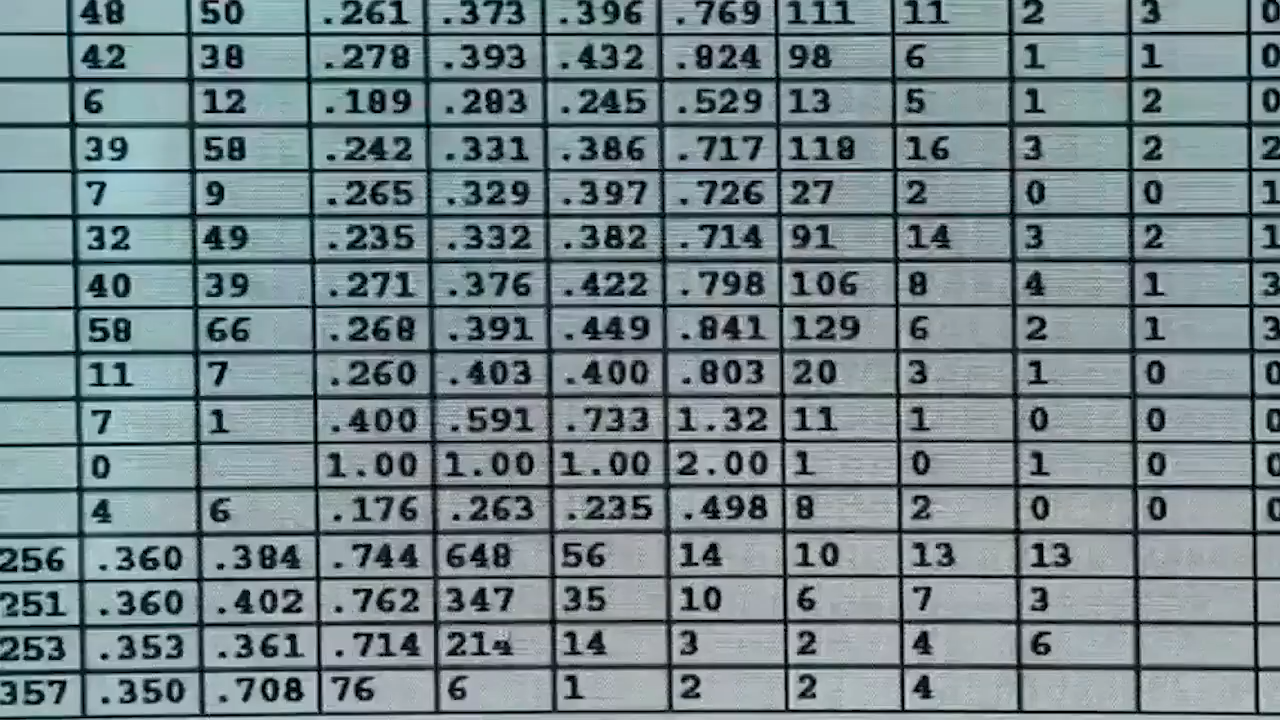 48 50 .261 .373 .396 .769 111 11 2 3 0
42 38 .278 .393 .432 .824 98 6 1 1 0
6 12 .189 .283 .245 .529 13 5 1 2 0
39 58 .242 .331 .386 .717 118 16 3 2 2
7 9 .265 .329 .397 .726 27 2 0 0 1
32 49 .235 .332 .382 .714 91 14 3 2 1
40 39 .271 .376 .422 .798 106 8 4 1 3
58 66 .268 .391 .449 .841 129 6 2 1 3
11 7 .260 .403 .400 .803 20 3 1 0 0
7 1 .400 .591 .733 1.32 11 1 0 0 0
0 1.00 1.00 1.00 2.00 1 0 1 0 0
4 6 .176 .263 .235 .498 8 2 0 0 0
256 .360 .384 .744 648 56 14 10 13 13
251 .360 .402 .762 347 35 10 6 7 3
253 .353 .361 .714 214 14 3 2 4 6
357 .350 .708 76 6 1 2 2 4